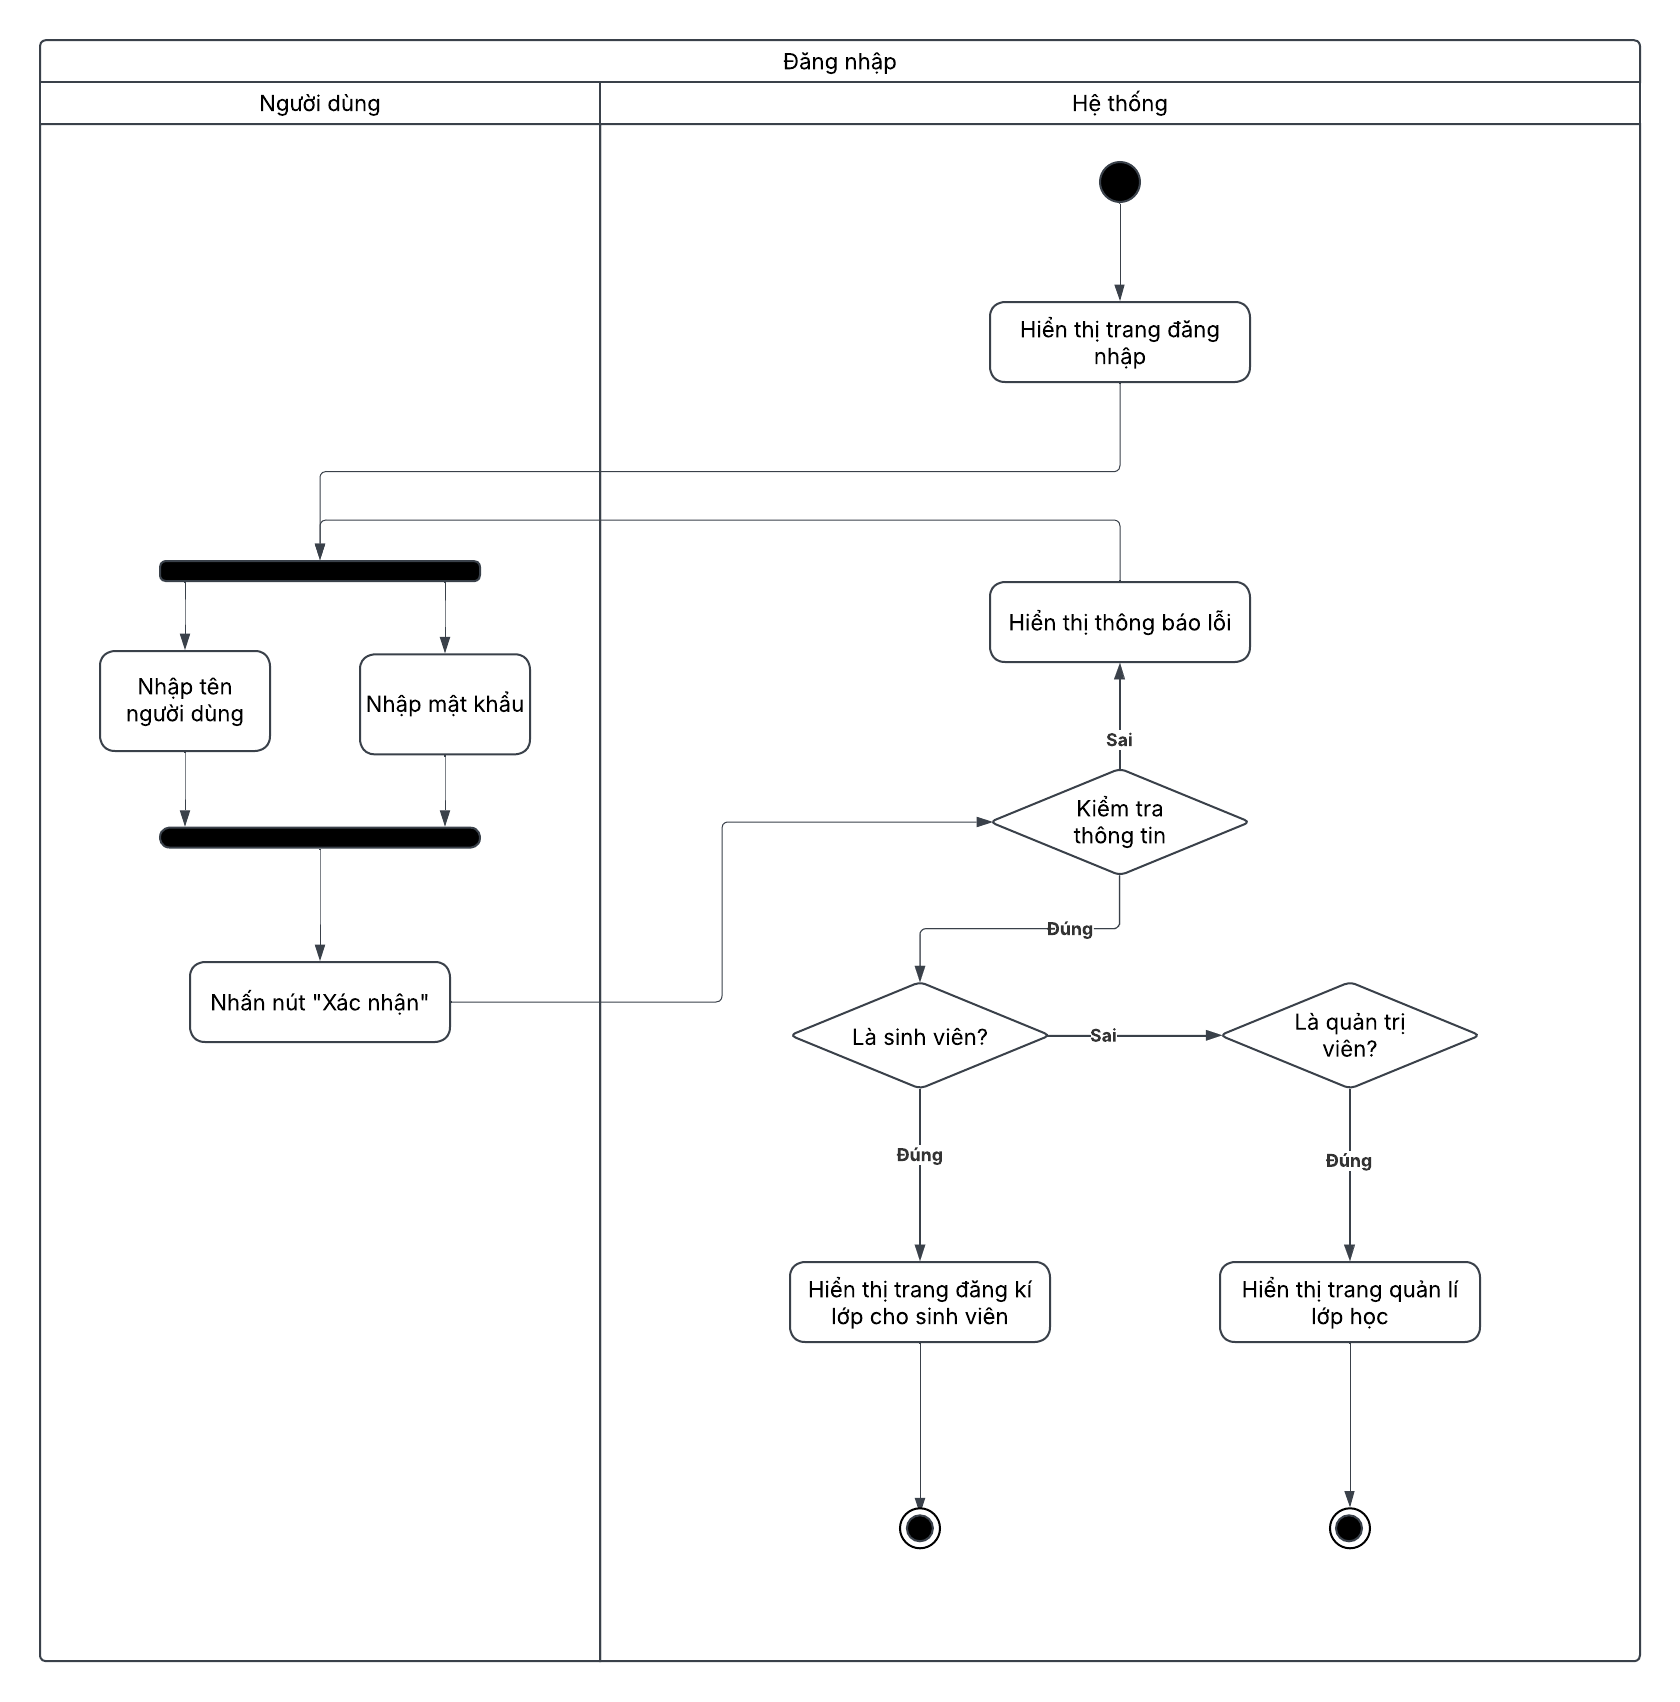 Đăng nhập
Người dùng
Hệ thống
Hiển thị trang đăng
nhập
Hiển thị thông báo lỗi
Nhập tên
người dùng
Nhập mật khẩu
Sai
Kiểm tra
thông tin
Đúng
Nhấn nút "Xác nhận"
Là sinh viên?
Sai
Là quản trị
viên?
Đúng
Đúng
Hiển thị trang đăng kí
lớp cho sinh viên
Hiển thị trang quản lí
lớp học